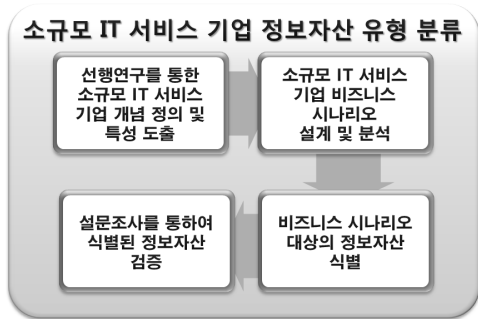 소규모 IT 서비스 기업 정보자산 유형 분류
선행연구를 통한
소규모 IT 서비스
기업 개념 정의 및
특성 도출
소규모 IT 서비스
기업 비즈니스
시나리오
설계 및 분석
비즈니스 시나리오
대상의 정보자산
식별
설문조사를 통하여
식별된 정보자산
검증